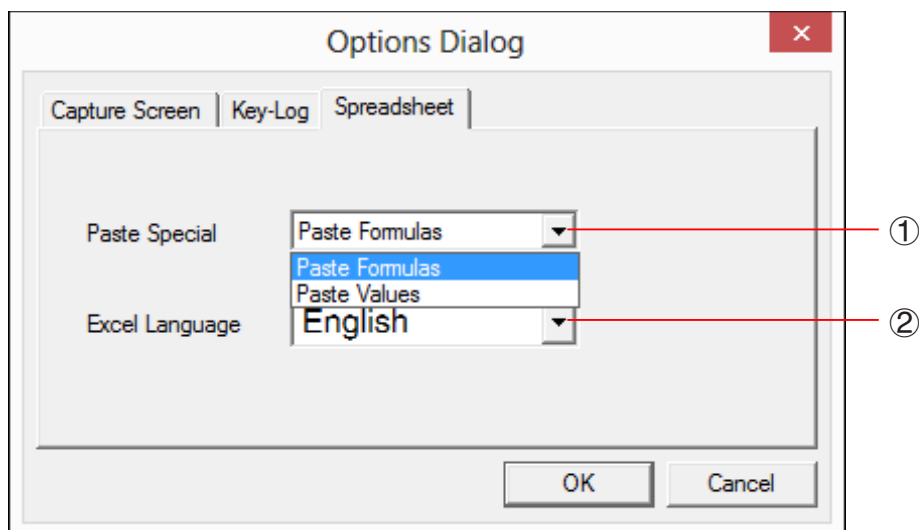 Options Dialog
Capture Screen Key-Log Spreadsheet
Paste Special Paste Formulas ①
Paste Formulas
Paste Values
Excel Language English ②
OK Cancel